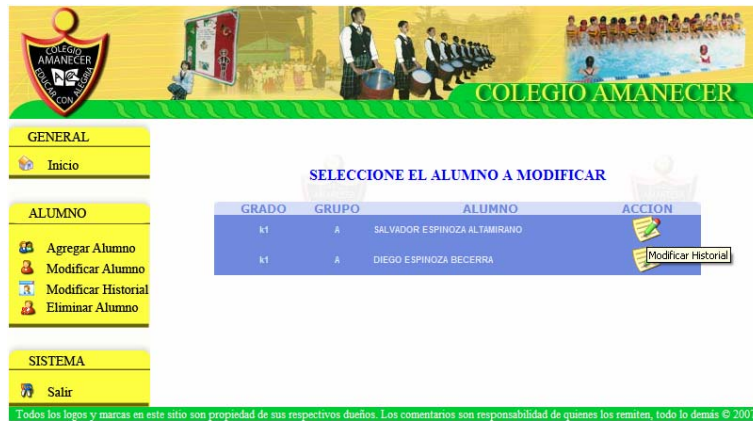 COLEGIO
AMANECER
EDUCAR CON ALEGRIA
COLEGIO AMANECER
GENERAL
Inicio
ALUMNO
Agregar Alumno
Modificar Alumno
Modificar Historial
Eliminar Alumno
SISTEMA
Salir
SELECCIONE EL ALUMNO A MODIFICAR
GRADO GRUPO ALUMNO ACCION
k1 A SALVADOR ESPINOZA ALTAMIRANO
k1 A DIEGO ESPINOZA BECERRA
Modificar Historial
Todos los logos y marcas en este sitio son propiedad de sus respectivos dueños. Los comentarios son responsabilidad de quienes los remiten, todo lo demás © 2007